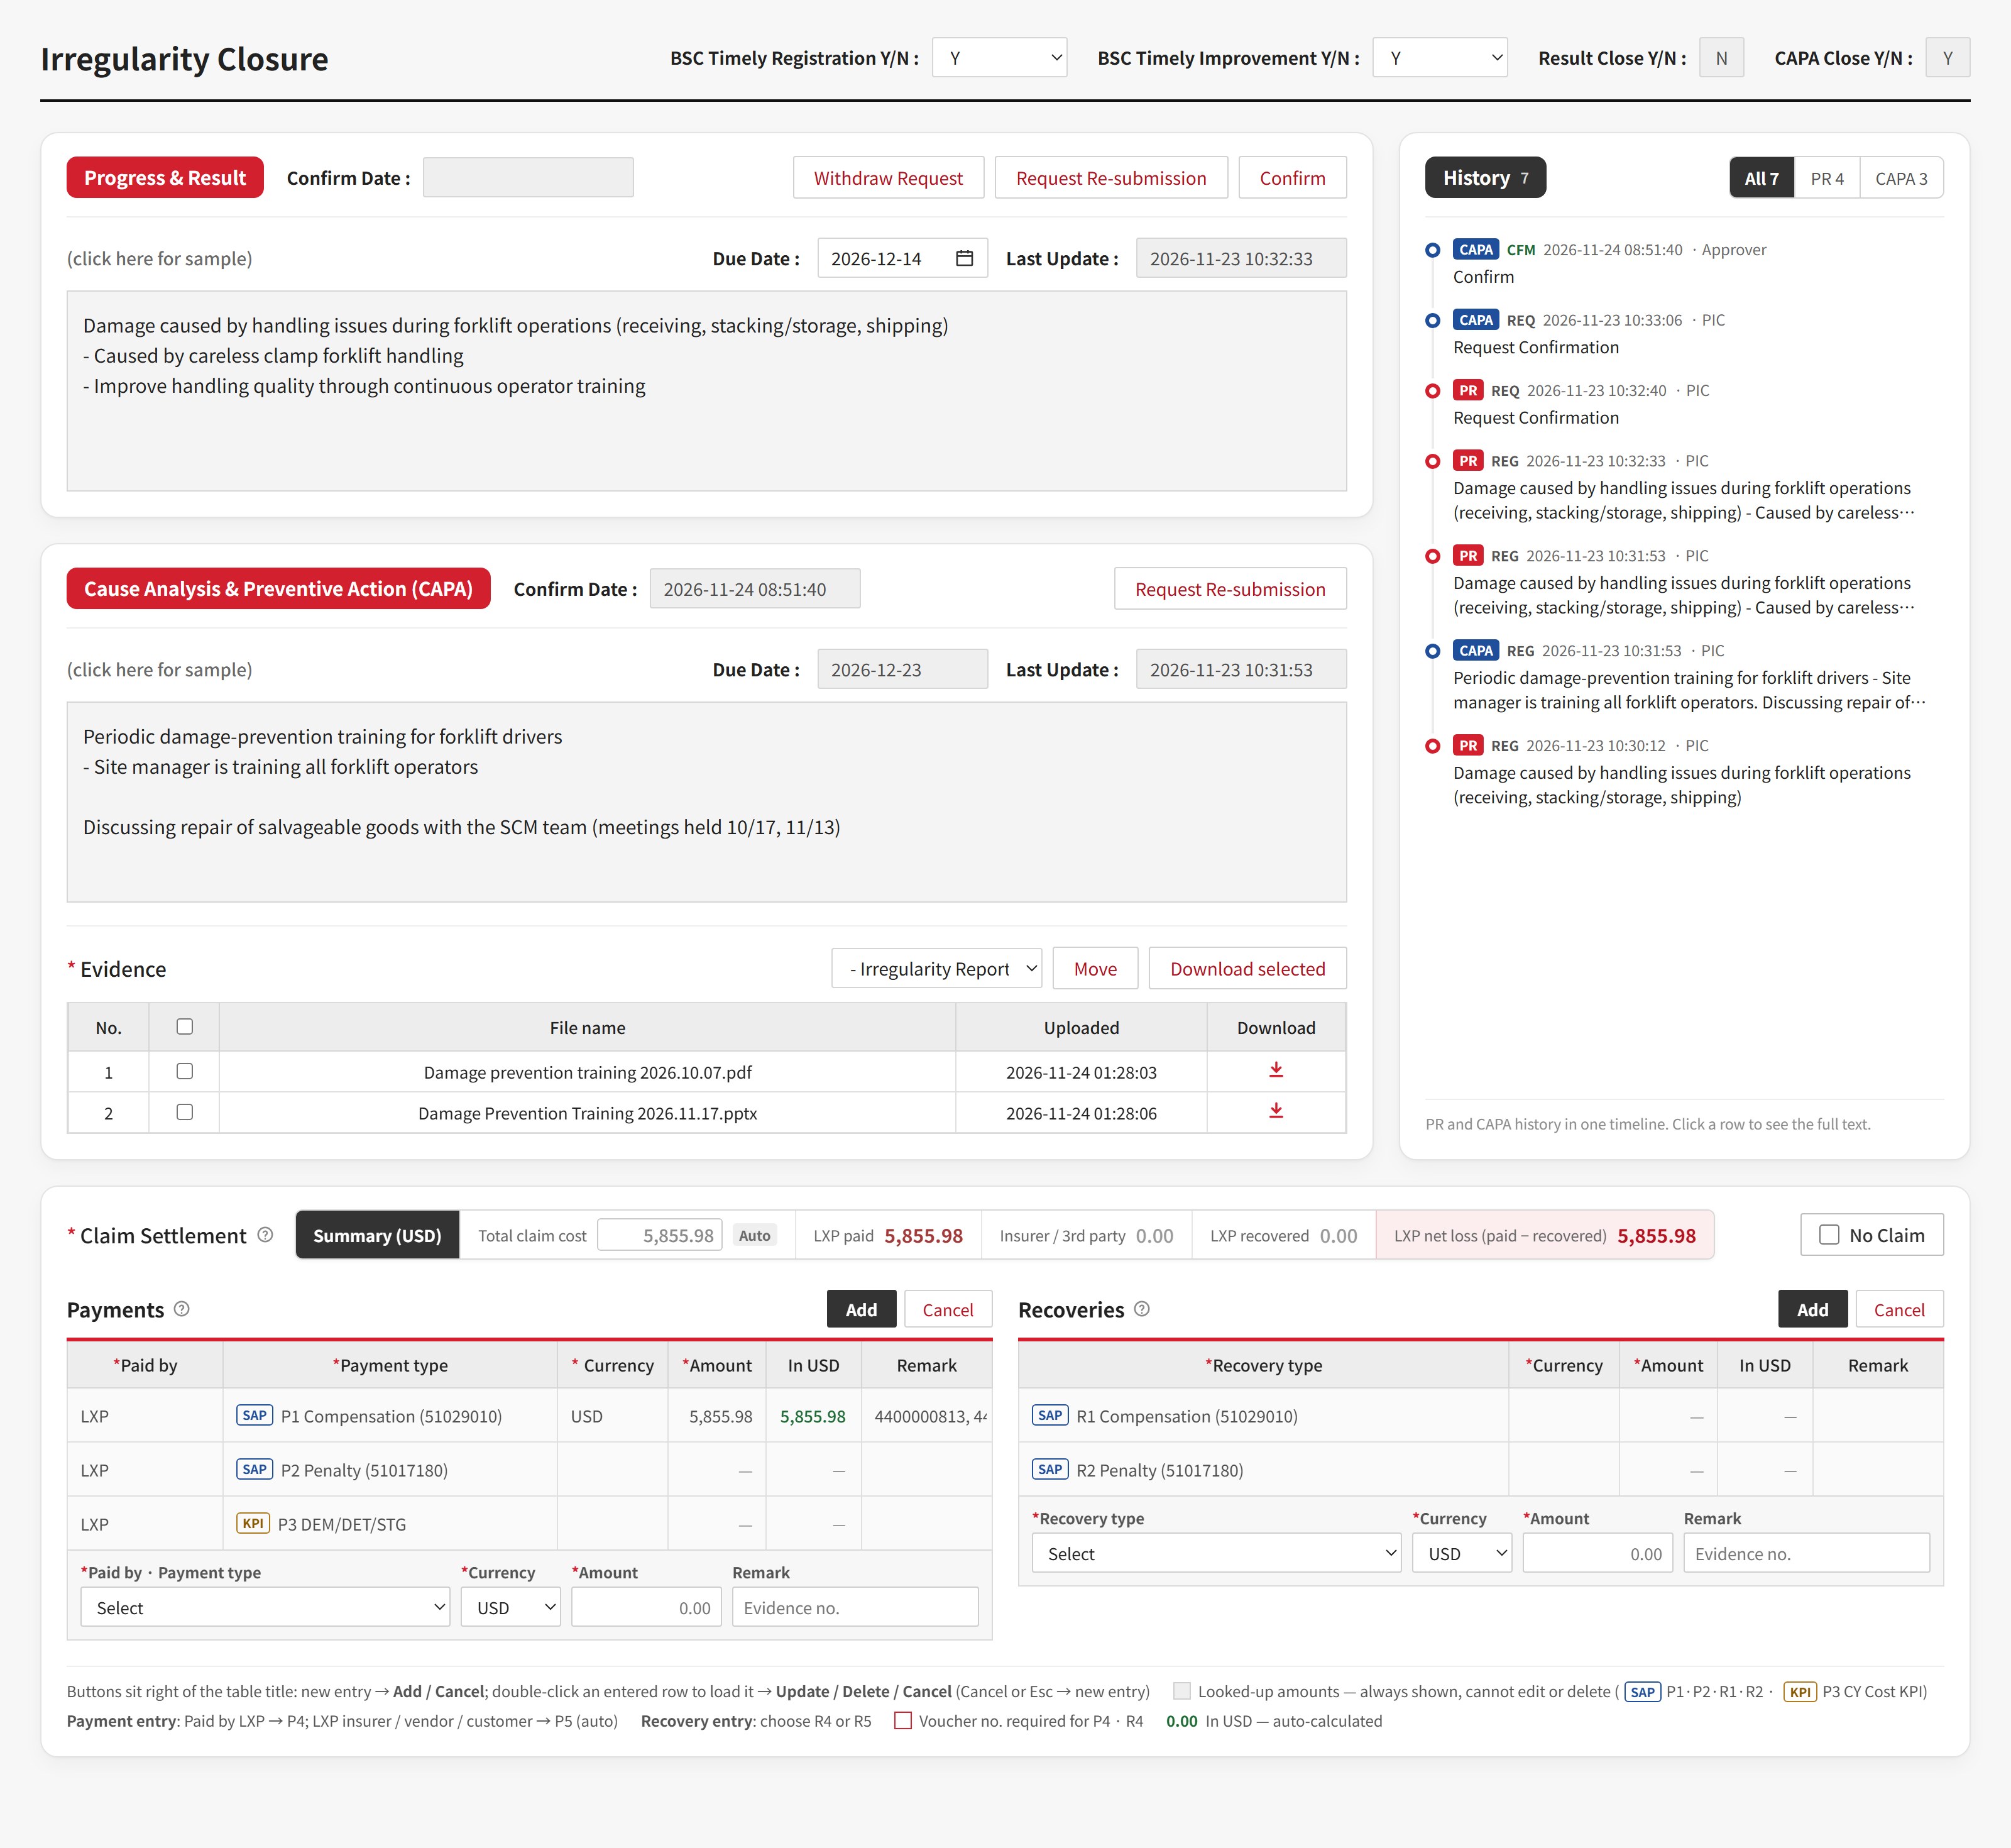 Irregularity Closure
BSC Timely Registration Y/N : Y BSC Timely Improvement Y/N : Y Result Close Y/N : N CAPA Close Y/N : Y
Progress & Result Confirm Date : Withdraw Request Request Re-submission Confirm
(click here for sample) Due Date : 2026-12-14 Last Update : 2026-11-23 10:32:33
Damage caused by handling issues during forklift operations (receiving, stacking/storage, shipping)
- Caused by careless clamp forklift handling
- Improve handling quality through continuous operator training
Cause Analysis & Preventive Action (CAPA) Confirm Date : 2026-11-24 08:51:40 Request Re-submission
(click here for sample) Due Date : 2026-12-23 Last Update : 2026-11-23 10:31:53
Periodic damage-prevention training for forklift drivers
- Site manager is training all forklift operators
Discussing repair of salvageable goods with the SCM team (meetings held 10/17, 11/13)
* Evidence - Irregularity Report Move Download selected
No. File name Uploaded Download
1 Damage prevention training 2026.10.07.pdf 2026-11-24 01:28:03
2 Damage Prevention Training 2026.11.17.pptx 2026-11-24 01:28:06
History 7 All 7 PR 4 CAPA 3
CAPA CFM 2026-11-24 08:51:40 · Approver
Confirm
CAPA REQ 2026-11-23 10:33:06 · PIC
Request Confirmation
PR REQ 2026-11-23 10:32:40 · PIC
Request Confirmation
PR REG 2026-11-23 10:32:33 · PIC
Damage caused by handling issues during forklift operations
(receiving, stacking/storage, shipping) - Caused by careless…
PR REG 2026-11-23 10:31:53 · PIC
Damage caused by handling issues during forklift operations
(receiving, stacking/storage, shipping) - Caused by careless…
CAPA REG 2026-11-23 10:31:53 · PIC
Periodic damage-prevention training for forklift drivers - Site
manager is training all forklift operators. Discussing repair of…
PR REG 2026-11-23 10:30:12 · PIC
Damage caused by handling issues during forklift operations
(receiving, stacking/storage, shipping)
PR and CAPA history in one timeline. Click a row to see the full text.
* Claim Settlement ? Summary (USD) Total claim cost 5,855.98 Auto LXP paid 5,855.98 Insurer / 3rd party 0.00 LXP recovered 0.00 LXP net loss (paid − recovered) 5,855.98 No Claim
Payments ? Add Cancel
*Paid by *Payment type * Currency *Amount In USD Remark
LXP SAP P1 Compensation (51029010) USD 5,855.98 5,855.98 4400000813, 44
LXP SAP P2 Penalty (51017180) — —
LXP KPI P3 DEM/DET/STG — —
*Paid by · Payment type *Currency *Amount Remark
Select USD 0.00 Evidence no.
Recoveries ? Add Cancel
*Recovery type *Currency *Amount In USD Remark
SAP R1 Compensation (51029010) — —
SAP R2 Penalty (51017180) — —
*Recovery type *Currency *Amount Remark
Select USD 0.00 Evidence no.
Buttons sit right of the table title: new entry → Add / Cancel; double-click an entered row to load it → Update / Delete / Cancel (Cancel or Esc → new entry) Looked-up amounts — always shown, cannot edit or delete ( SAP P1·P2·R1·R2 · KPI P3 CY Cost KPI)
Payment entry: Paid by LXP → P4; LXP insurer / vendor / customer → P5 (auto) Recovery entry: choose R4 or R5 Voucher no. required for P4 · R4 0.00 In USD — auto-calculated